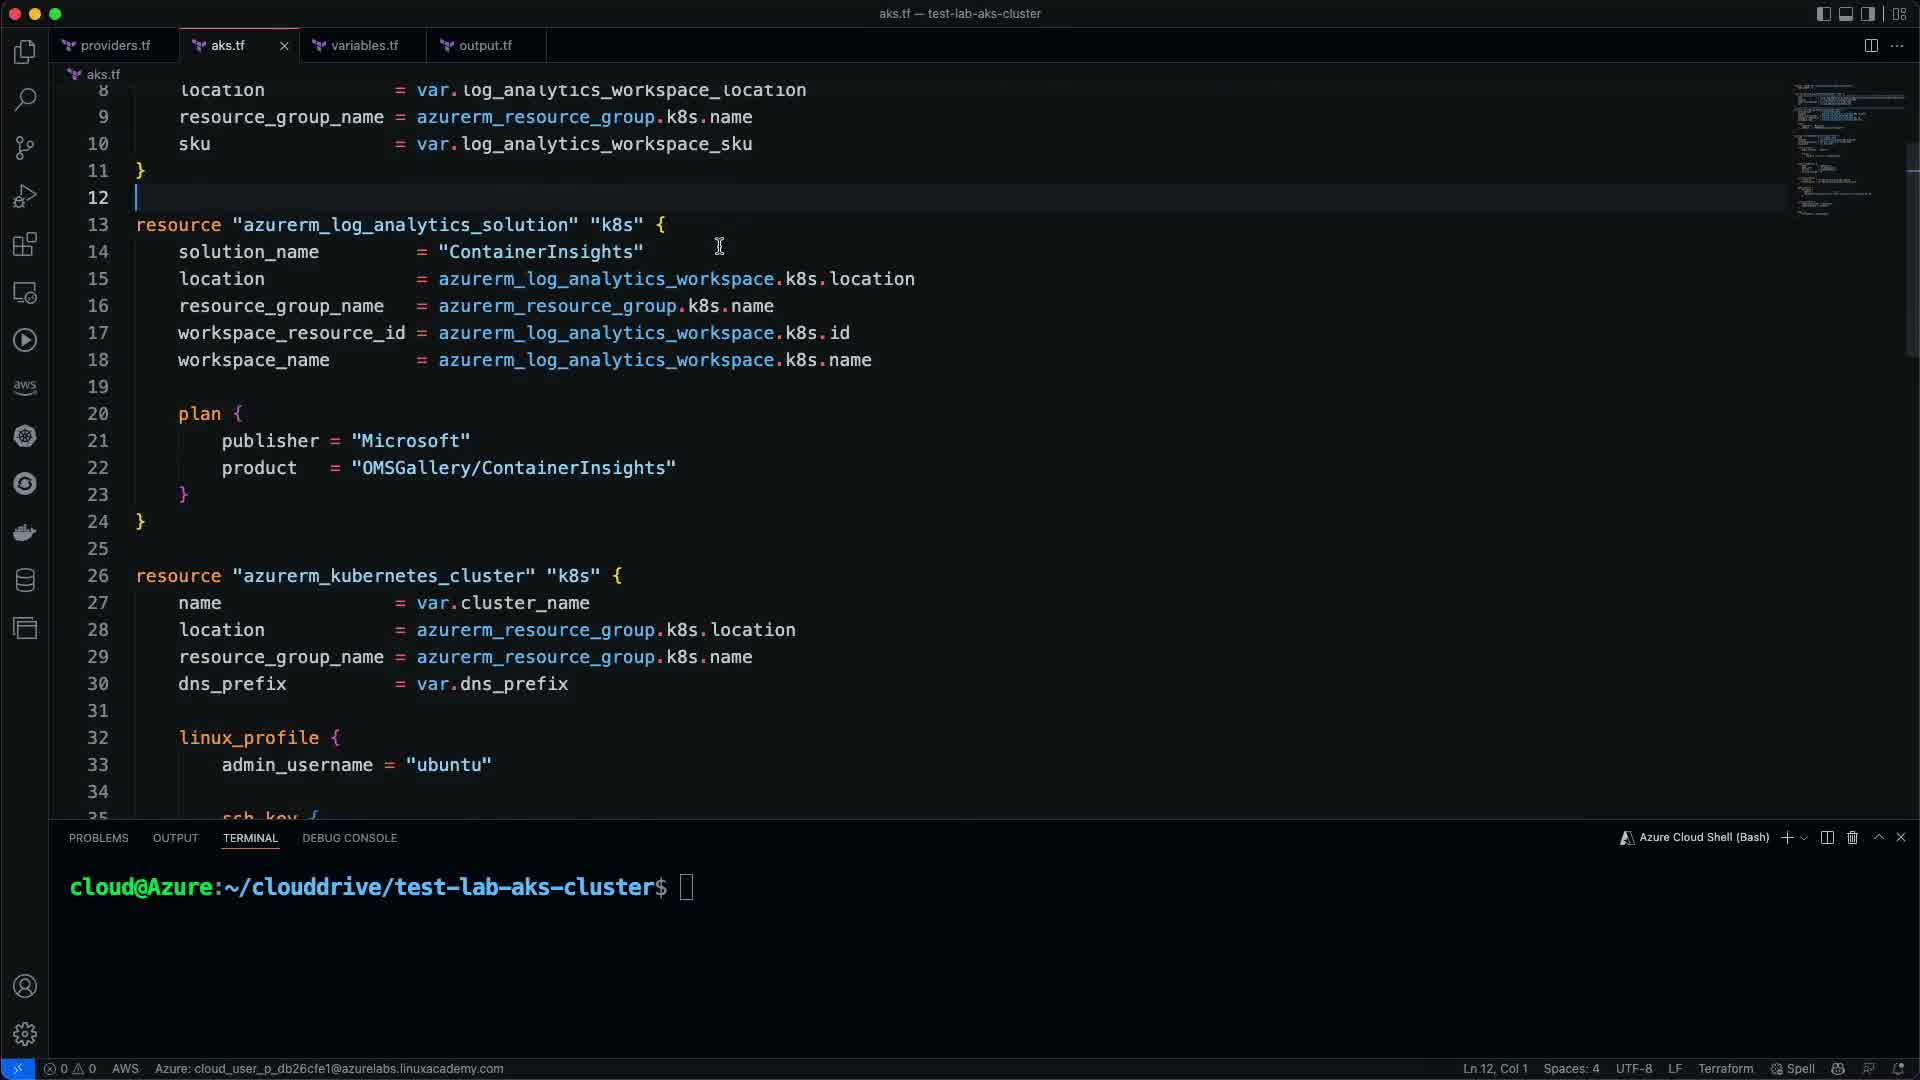 aks.tf — test-lab-aks-cluster
providers.tf
aks.tf
variables.tf
output.tf
aks.tf
8 location = var.log_analytics_workspace_location
9 resource_group_name = azurerm_resource_group.k8s.name
10 sku = var.log_analytics_workspace_sku
11 }
12
13 resource "azurerm_log_analytics_solution" "k8s" {
14 solution_name = "ContainerInsights"
15 location = azurerm_log_analytics_workspace.k8s.location
16 resource_group_name = azurerm_resource_group.k8s.name
17 workspace_resource_id = azurerm_log_analytics_workspace.k8s.id
18 workspace_name = azurerm_log_analytics_workspace.k8s.name
19
20 plan {
21 publisher = "Microsoft"
22 product = "OMSGallery/ContainerInsights"
23 }
24 }
25
26 resource "azurerm_kubernetes_cluster" "k8s" {
27 name = var.cluster_name
28 location = azurerm_resource_group.k8s.location
29 resource_group_name = azurerm_resource_group.k8s.name
30 dns_prefix = var.dns_prefix
31
32 linux_profile {
33 admin_username = "ubuntu"
34
35 ssh_key {
aws
PROBLEMS OUTPUT TERMINAL DEBUG CONSOLE
Azure Cloud Shell (Bash)
cloud@Azure:~/clouddrive/test-lab-aks-cluster$
0 0 AWS Azure: cloud_user_p_db26cfe1@azurelabs.linuxacademy.com
Ln 12, Col 1 Spaces: 4 UTF-8 LF Terraform Spell